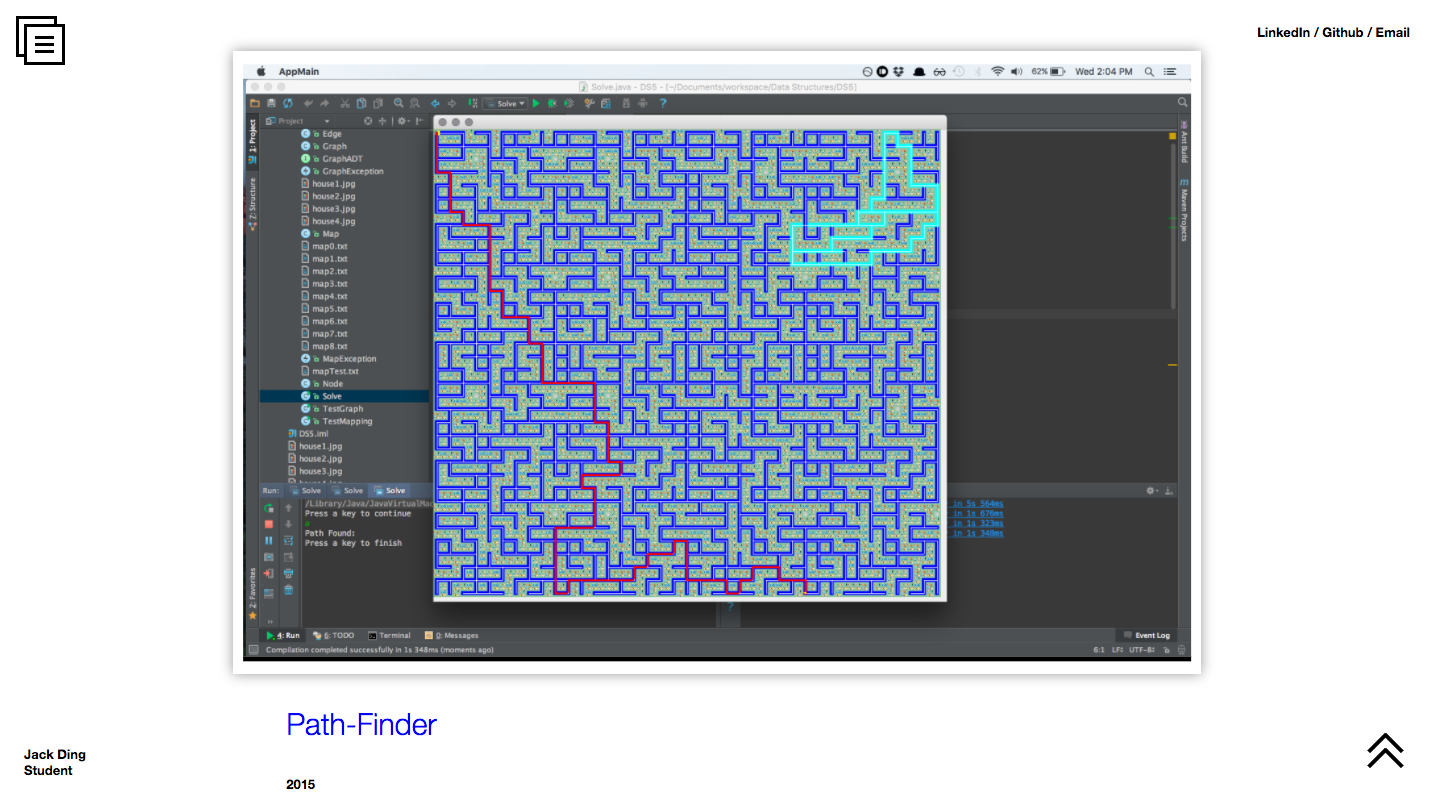 LinkedIn / Github / Email
AppMain
62%
Wed 2:04 PM
Solve.java - DS5 - [~/Documents/workspace/Data Structures/DS5]
Solve
Project
1: Project
Z: Structure
2: Favorites
Ant Build
m
Maven Projects
Edge
Graph
GraphADT
GraphException
house1.jpg
house2.jpg
house3.jpg
house4.jpg
Map
map0.txt
map1.txt
map2.txt
map3.txt
map4.txt
map5.txt
map6.txt
map7.txt
map8.txt
MapException
mapTest.txt
Node
Solve
TestGraph
TestMapping
DS5.iml
house1.jpg
house2.jpg
house3.jpg
Run: Solve Solve Solve
/Library/Java/JavaVirtualMac
Press a key to continue
Path Found:
Press a key to finish
in 5s 564ms
in 1s 676ms
in 1s 323ms
in 1s 348ms
4: Run 6: TODO Terminal 0: Messages
Event Log
Compilation completed successfully in 1s 348ms (moments ago)
6:1 LF÷ UTF-8÷
Path-Finder
2015
Jack Ding
Student